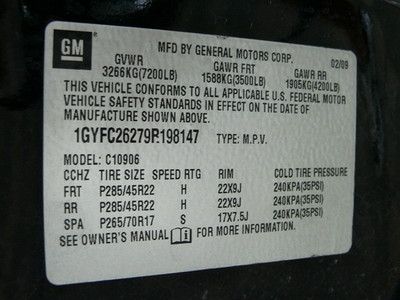 GM
MFD BY GENERAL MOTORS CORP. 02/09
GVWR GAWR FRT GAWR RR
3266KG(7200LB) 1588KG(3500LB) 1905KG(4200LB)
THIS VEHICLE CONFORMS TO ALL APPLICABLE U.S. FEDERAL MOTOR
VEHICLE SAFETY STANDARDS IN EFFECT ON THE DATE OF
MANUFACTURE SHOWN ABOVE.
1GYFC26279R198147 TYPE: M.P.V.
MODEL: C10906
CCHZ TIRE SIZE SPEED RTG RIM COLD TIRE PRESSURE
FRT P285/45R22 H 22X9J 240KPA(35PSI)
RR P285/45R22 H 22X9J 240KPA(35PSI)
SPA P265/70R17 S 17X7.5J 240KPA(35PSI)
SEE OWNER'S MANUAL i FOR MORE INFORMATION.